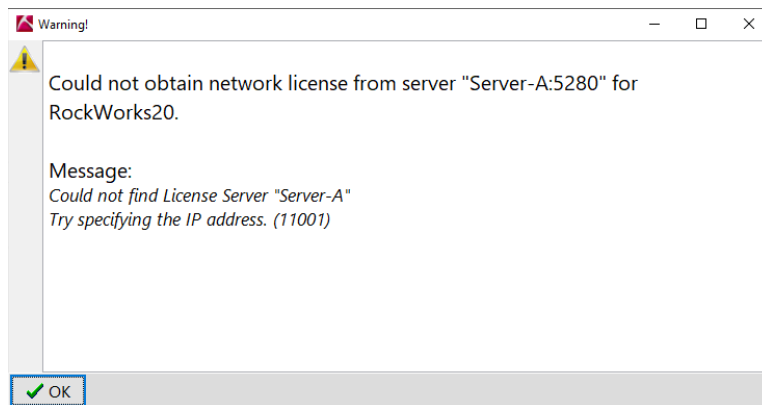 Warning!
Could not obtain network license from server "Server-A:5280" for
RockWorks20.
Message:
Could not find License Server "Server-A"
Try specifying the IP address. (11001)
OK